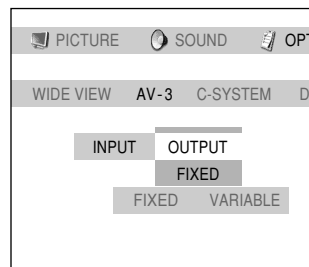 PICTURE SOUND OPT
WIDE VIEW AV-3 C-SYSTEM D
INPUT OUTPUT
FIXED
FIXED VARIABLE